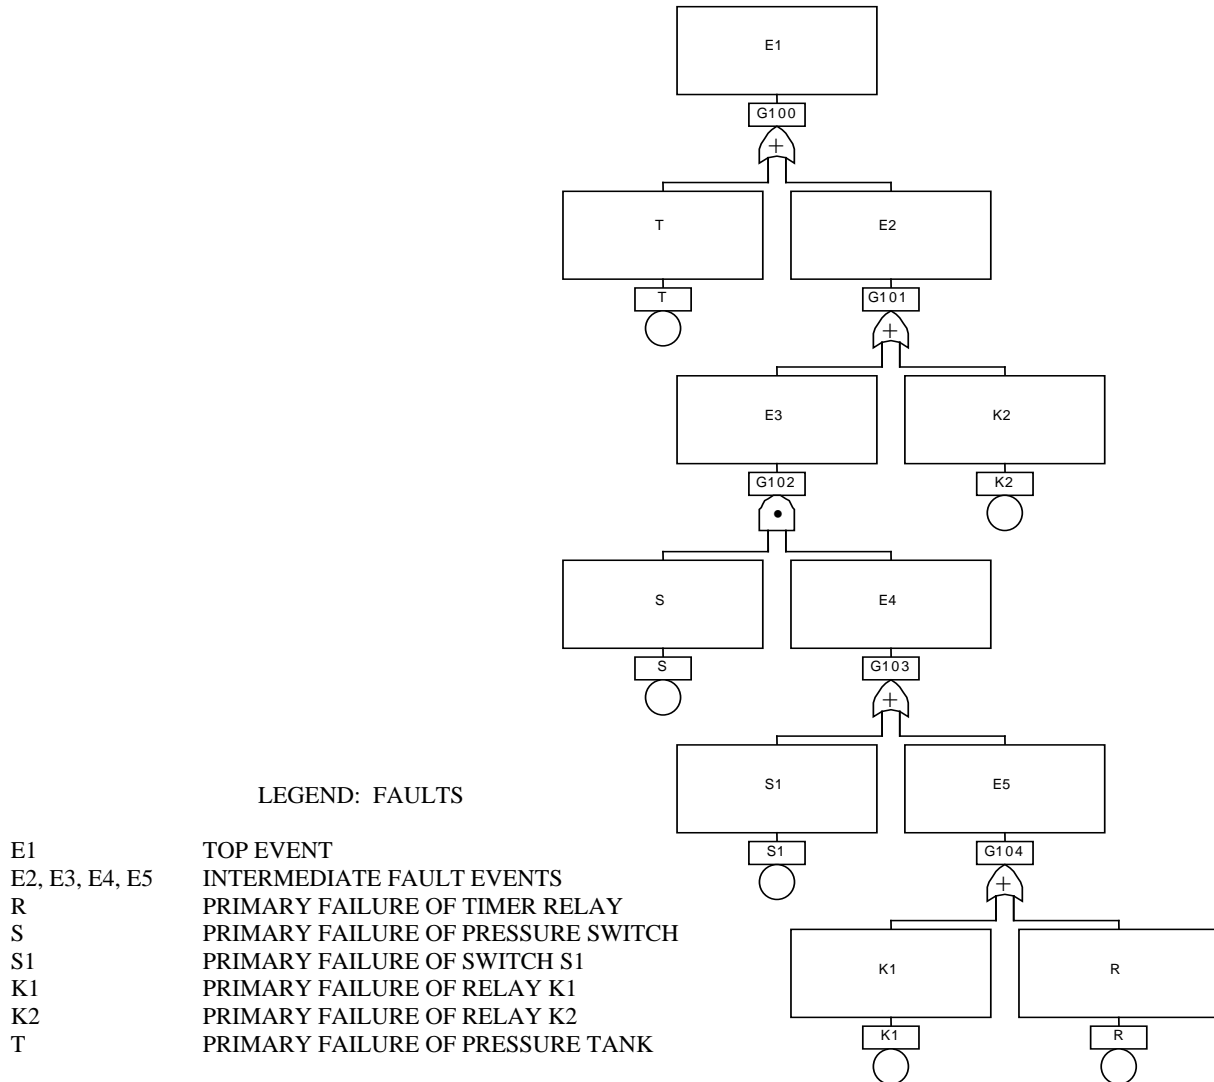 E1
G100
T
E2
T
G101
E3
K2
G102
K2
S
E4
S
G103
S1
E5
S1
G104
K1
R
K1
R
LEGEND: FAULTS
E1 TOP EVENT
E2, E3, E4, E5 INTERMEDIATE FAULT EVENTS
R PRIMARY FAILURE OF TIMER RELAY
S PRIMARY FAILURE OF PRESSURE SWITCH
S1 PRIMARY FAILURE OF SWITCH S1
K1 PRIMARY FAILURE OF RELAY K1
K2 PRIMARY FAILURE OF RELAY K2
T PRIMARY FAILURE OF PRESSURE TANK